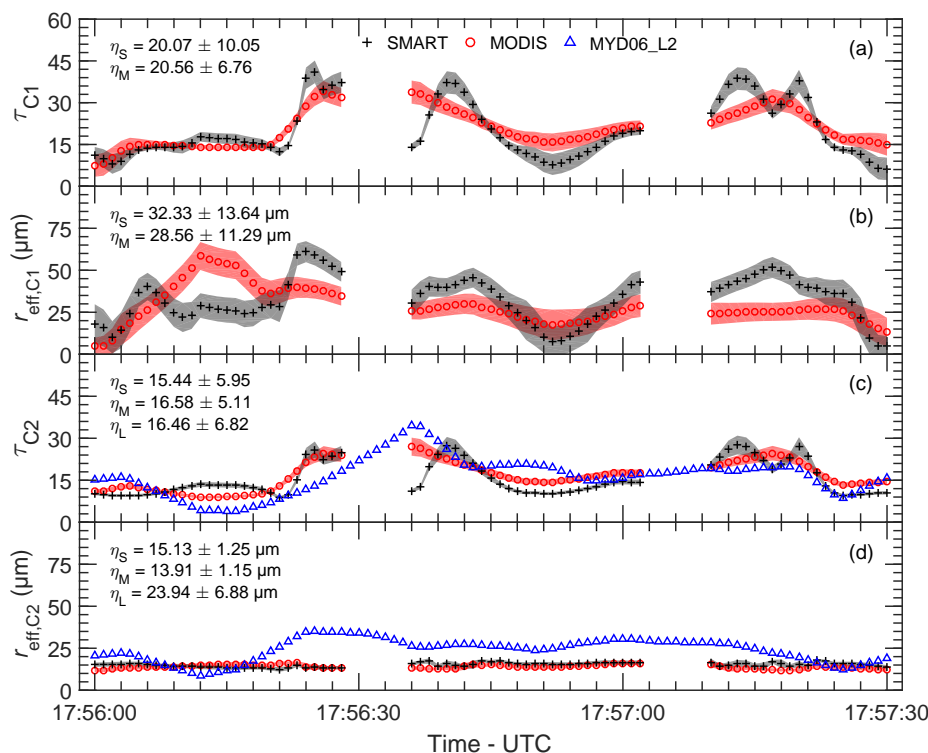 60
45
30
15
0
τC1
ηS = 20.07 ± 10.05
ηM = 20.56 ± 6.76
SMART MODIS MYD06_L2
(a)
75
50
25
0
reff,C1 (μm)
ηS = 32.33 ± 13.64 μm
ηM = 28.56 ± 11.29 μm
(b)
45
30
15
0
τC2
ηS = 15.44 ± 5.95
ηM = 16.58 ± 5.11
ηL = 16.46 ± 6.82
(c)
75
50
25
0
reff,C2 (μm)
ηS = 15.13 ± 1.25 μm
ηM = 13.91 ± 1.15 μm
ηL = 23.94 ± 6.88 μm
(d)
17:56:00 17:56:30 17:57:00 17:57:30
Time - UTC